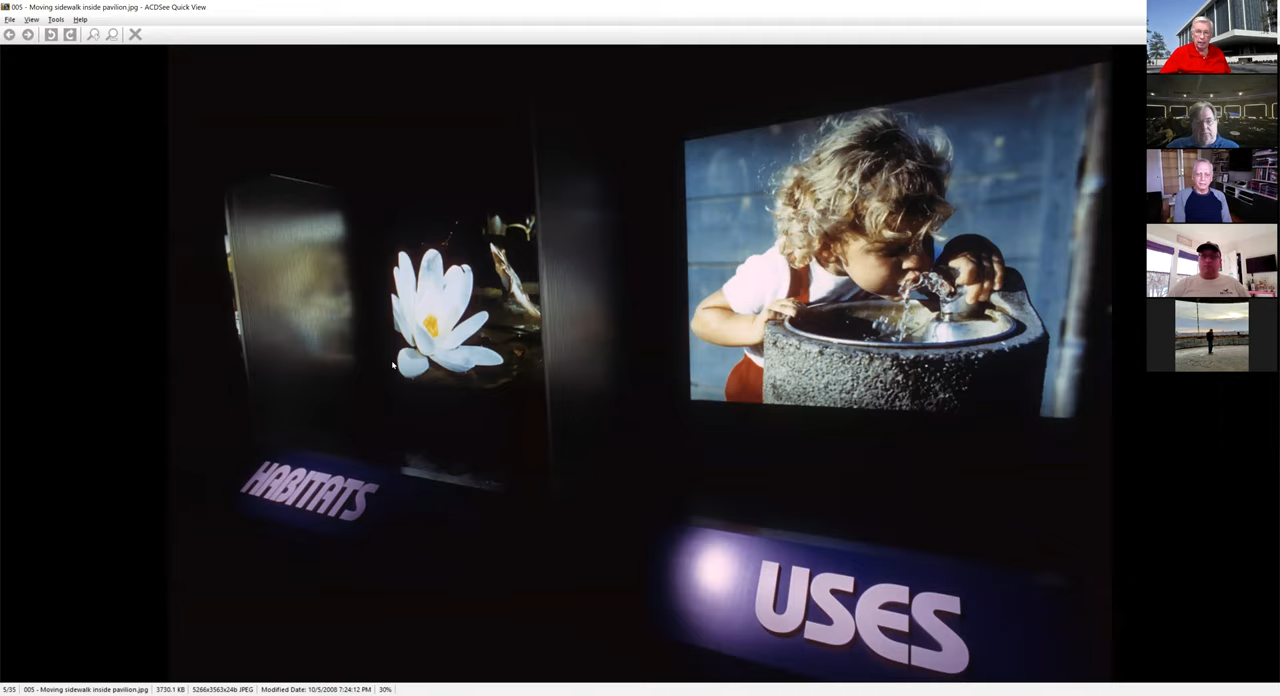 005 - Moving sidewalk inside pavilion.jpg - ACDSee Quick View
File View Tools Help
HABITATS
USES
5/35 005 - Moving sidewalk inside pavilion.jpg 3730.1 KB 5266x3563x24b JPEG Modified Date: 10/5/2008 7:24:12 PM 30%